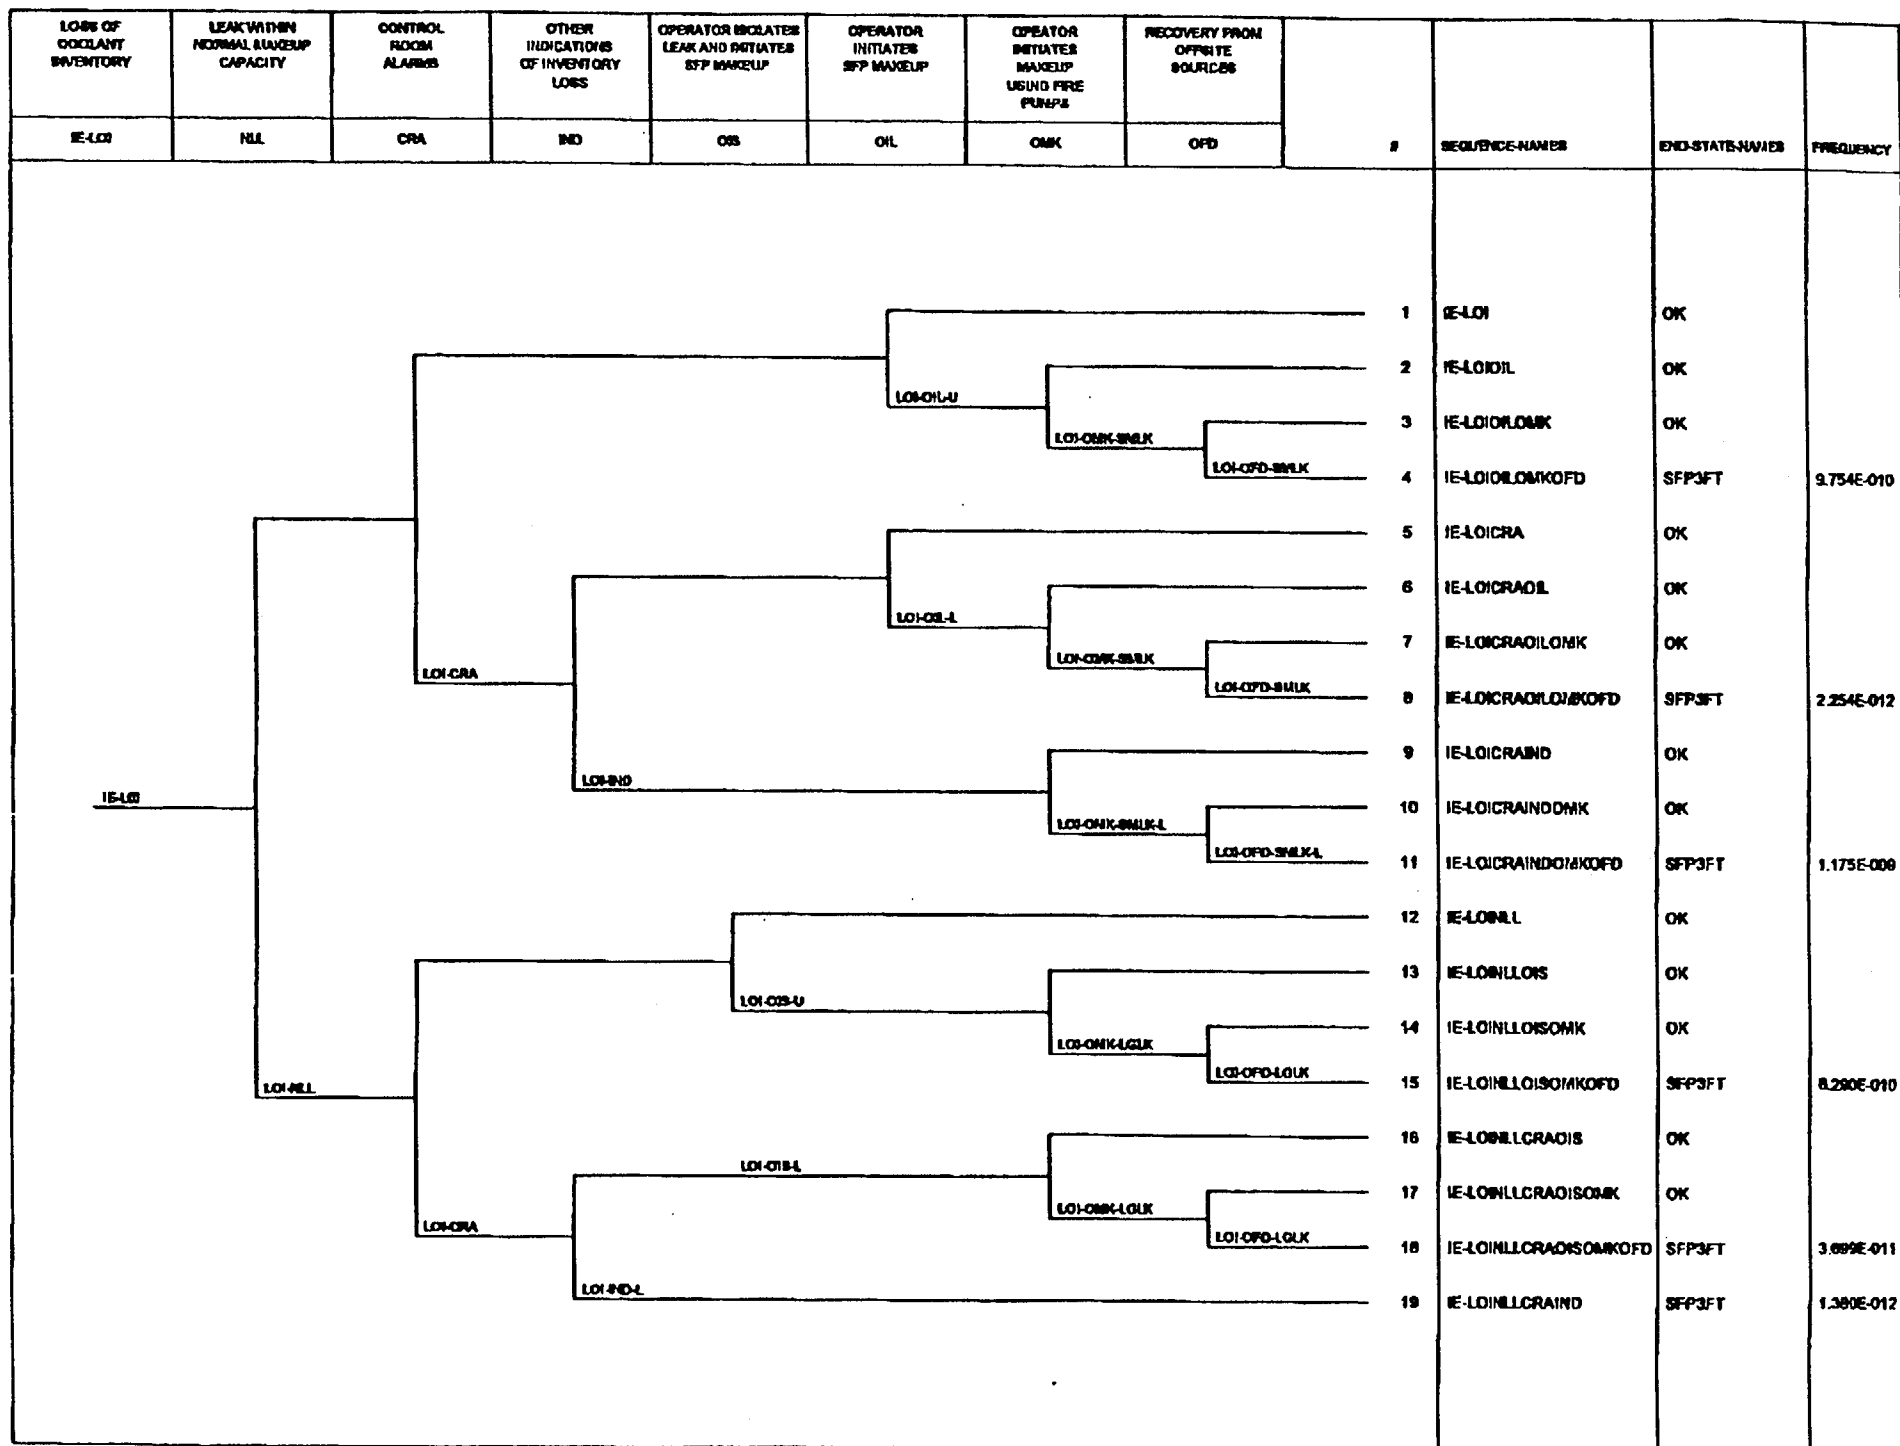 LOSS OF
COOLANT
INVENTORY
LEAK WITHIN
NORMAL MAKEUP
CAPACITY
CONTROL
ROOM
ALARMS
OTHER
INDICATIONS
OF INVENTORY
LOSS
OPERATOR ISOLATES
LEAK AND INITIATES
SFP MAKEUP
OPERATOR
INITIATES
SFP MAKEUP
OPEATOR
INITIATES
MAKEUP
USING FIRE
PUMPS
RECOVERY FROM
OFFSITE
SOURCES
IE-LOI
NLL
CRA
IND
OIS
OIL
OMK
OFD
#
SEQUENCE-NAMES
END-STATE-NAMES
FREQUENCY
1 IE-LOI OK
2 IE-LOIOIL OK
LOI-OIL-U
3 IE-LOIOILOMK OK
LOI-OMK-SMLK
LOI-OFD-SMLK
4 IE-LOIOILOMKOFD SFP3FT 9.754E-010
5 IE-LOICRA OK
6 IE-LOICRAOIL OK
LOI-OIL-L
7 IE-LOICRAOILOMK OK
LOI-OMK-SMLK
LOI-CRA
LOI-OFD-SMLK
8 IE-LOICRAOILOMKOFD SFP3FT 2.254E-012
9 IE-LOICRAIND OK
LOI-IND
IE-LOI
10 IE-LOICRAINDOMK OK
LOI-OMK-SMLK-L
LOI-OFD-SMLK-L
11 IE-LOICRAINDOMKOFD SFP3FT 1.175E-009
12 IE-LOINLL OK
13 IE-LOINLLOIS OK
LOI-OIS-U
14 IE-LOINLLOISOMK OK
LOI-OMK-LGLK
LOI-OFD-LGLK
LOI-NLL
15 IE-LOINLLOISOMKOFD SFP3FT
16 IE-LOINLLCRAOIS OK
LOI-OIS-L
17 IE-LOINLLCRAOISOMK OK
LOI-OMK-LGLK
LOI-CRA
LOI-OFD-LGLK
18 IE-LOINLLCRAOISOMKOFD SFP3FT
LOI-IND-L
19 IE-LOINLLCRAIND SFP3FT